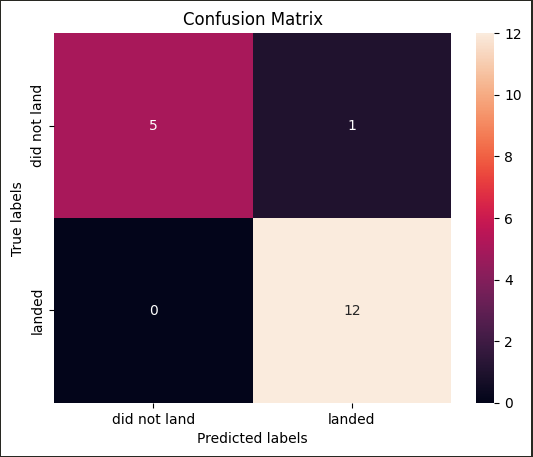 Confusion Matrix
True labels
did not land
landed
5
1
0
12
did not land
landed
Predicted labels
12
10
8
6
4
2
0